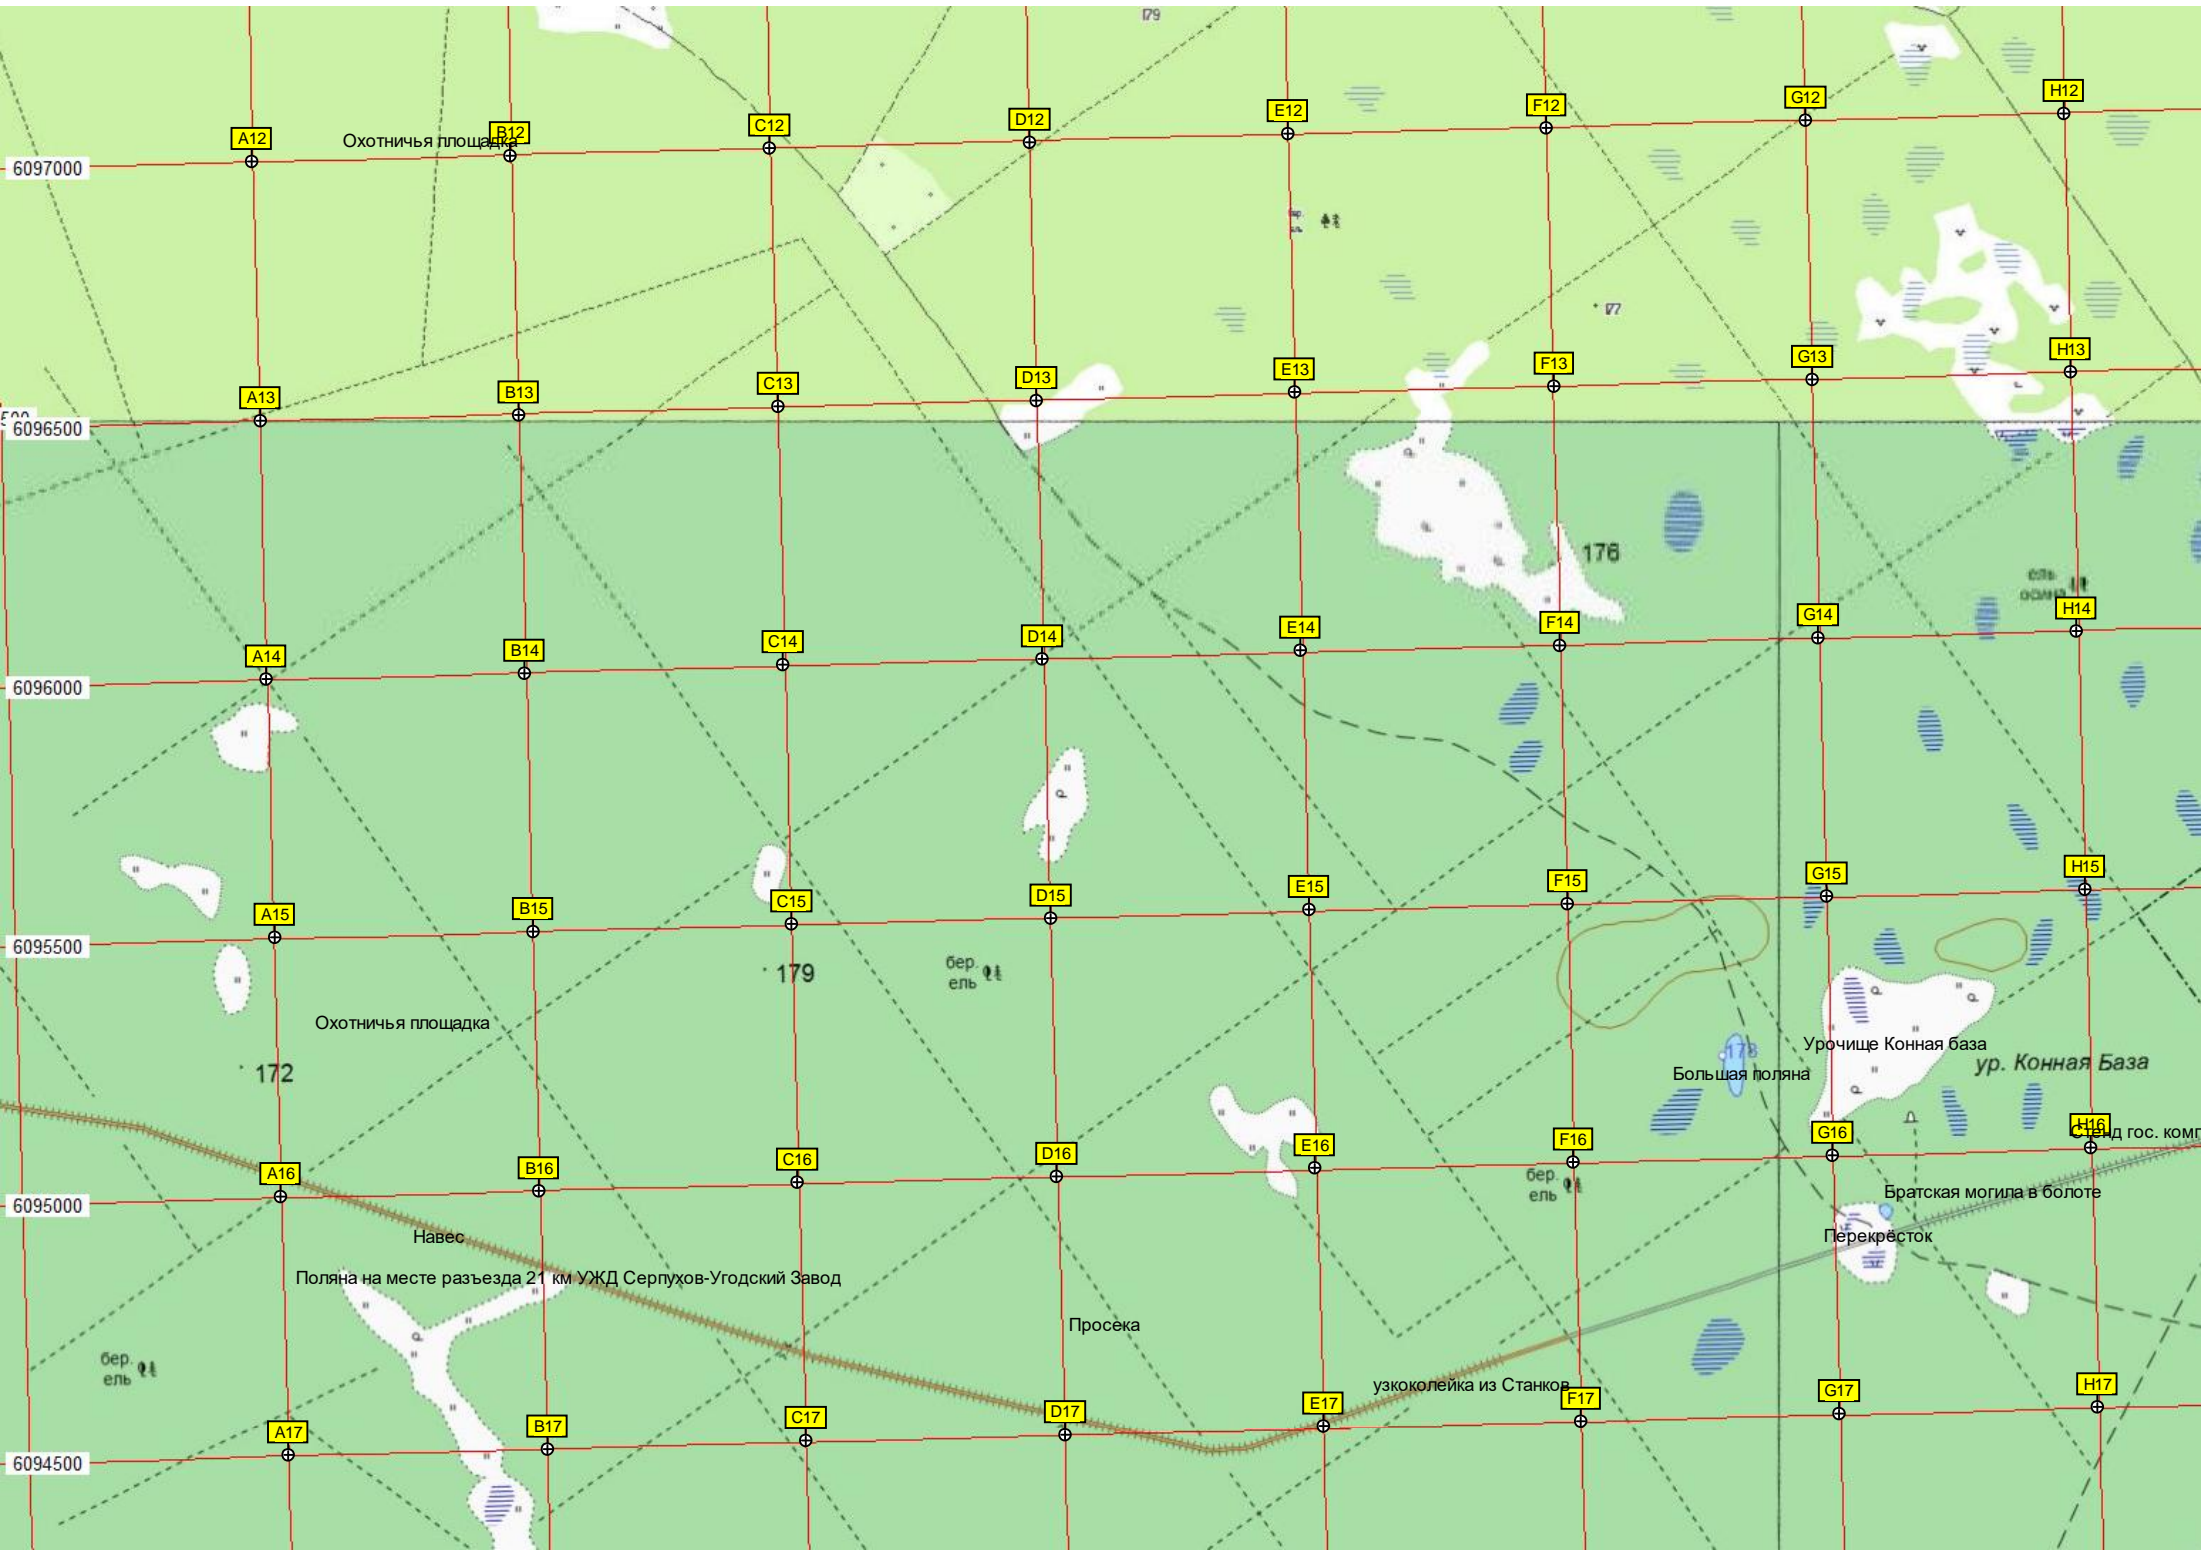 179
A12
B12
C12
D12
E12
F12
G12
H12
Охотничья площадка
6097000
177
A13
B13
C13
D13
E13
F13
G13
H13
6096500
176
ель
осина
A14
B14
C14
D14
E14
F14
G14
H14
6096000
A15
B15
C15
D15
E15
F15
G15
H15
6095500
179
бер.
ель
Охотничья площадка
172
173
Урочище Конная база
ур. Конная База
Большая поляна
A16
B16
C16
D16
E16
F16
G16
H16
Стенд гос. комп
6095000
бер.
ель
Братская могила в болоте
Навес
Перекрёсток
Поляна на месте разъезда 21 км УЖД Серпухов-Угодский Завод
Просека
бер.
ель
узкоколейка из Станков
A17
B17
C17
D17
E17
F17
G17
H17
6094500